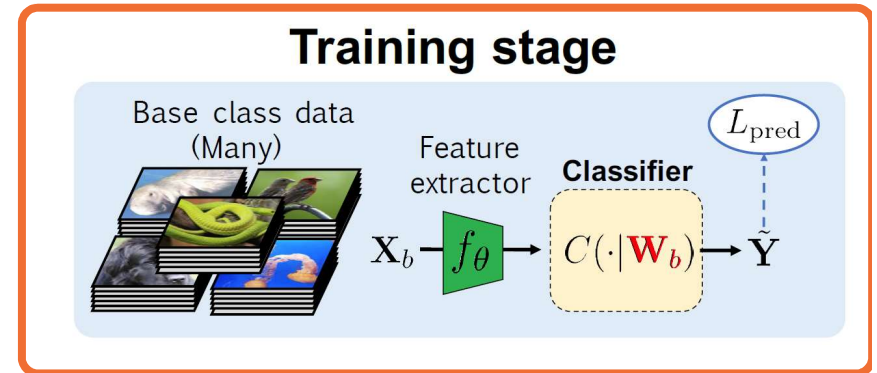 Training stage
Base class data
(Many)
Feature
extractor
Classifier
L_pred
X_b
f_θ
C(·|W_b)
Ỹ